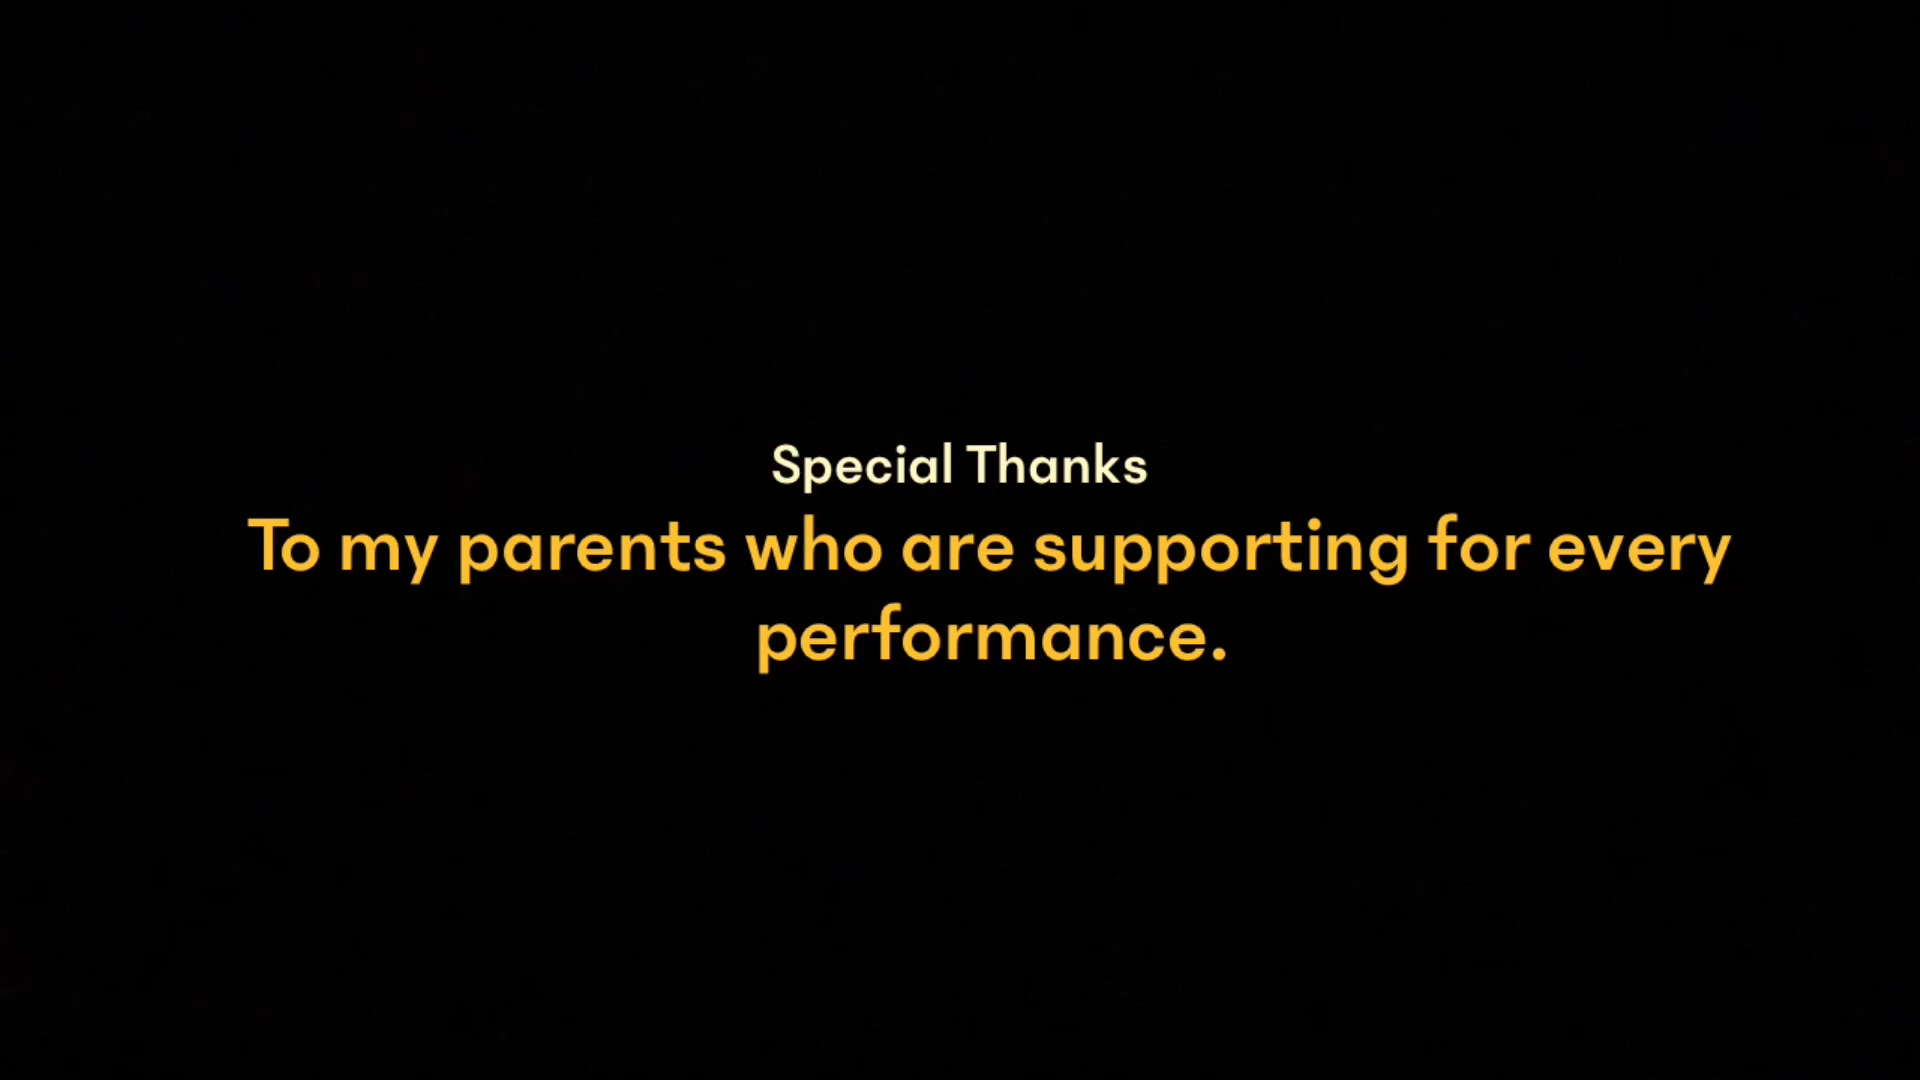 Special Thanks
To my parents who are supporting for every
performance.